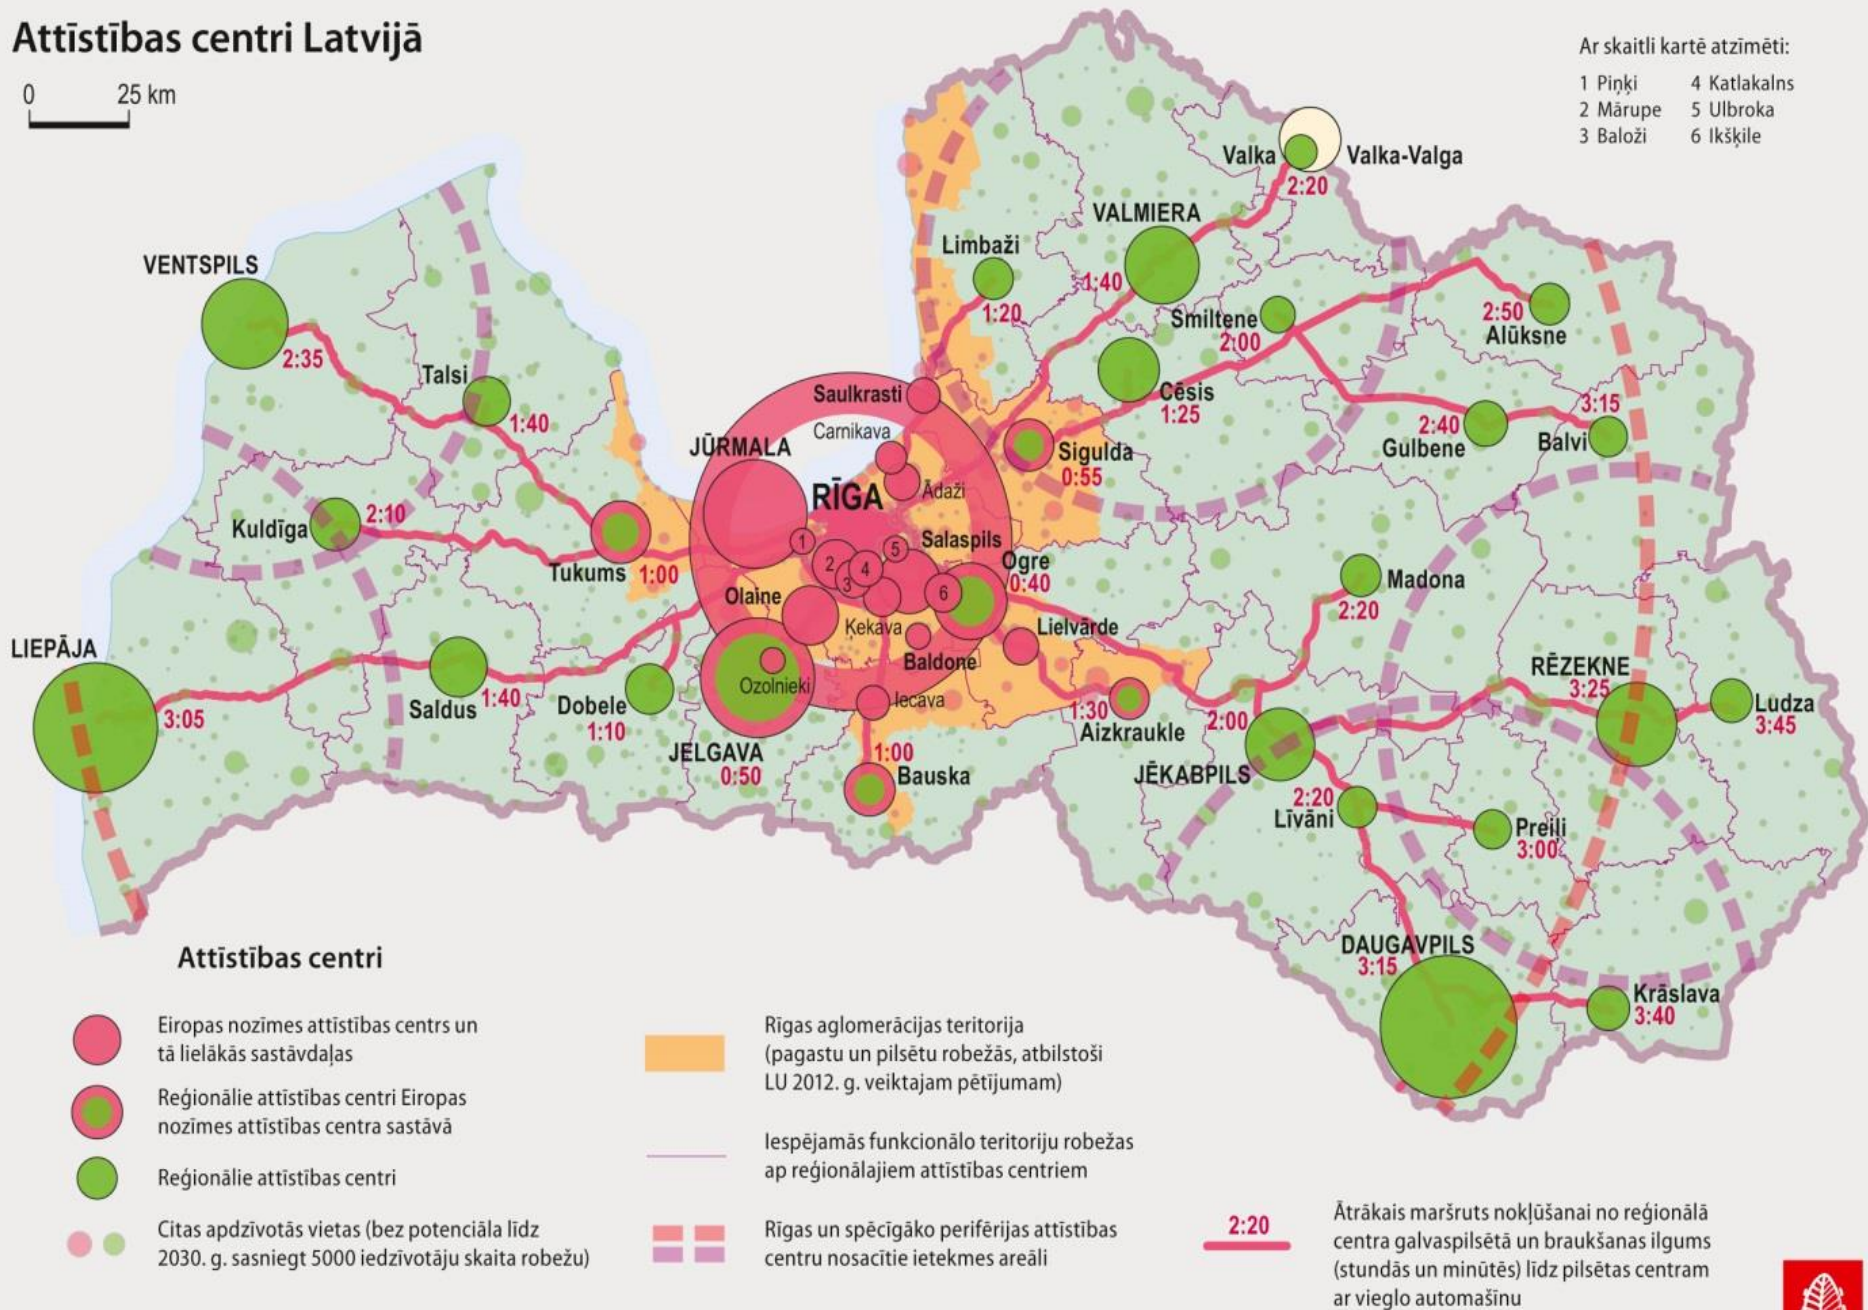 Attīstības centri Latvijā
0 25 km
Ar skaitli kartē atzīmēti:
1 Piņķi 4 Katlakalns
2 Mārupe 5 Ulbroka
3 Baloži 6 Ikšķile
Valka
Valka-Valga
2:20
VALMIERA
1:40
Limbaži
1:20
VENTSPILS
2:35
Smiltene
2:00
2:50
Alūksne
Talsi
1:40
Cēsis
1:25
Saulkrasti
Carnikava
3:15
2:40
Gulbene
Balvi
JŪRMALA
Sigulda
0:55
RĪGA
Ādaži
Kuldīga
2:10
Salaspils
1
5
2
4
3
6
Ogre
0:40
Tukums
1:00
Madona
2:20
Olaine
Ķekava
Lielvārde
LIEPĀJA
3:05
Baldone
RĒZEKNE
3:25
Ozolnieki
Saldus
1:40
Dobele
1:10
Iecava
1:30
Aizkraukle
2:00
Ludza
3:45
JELGAVA
0:50
1:00
Bauska
JĒKABPILS
2:20
Līvāni
Preiļi
3:00
DAUGAVPILS
3:15
Krāslava
3:40
Attīstības centri
Eiropas nozīmes attīstības centrs un
tā lielākās sastāvdaļas
Reģionālie attīstības centri Eiropas
nozīmes attīstības centra sastāvā
Reģionālie attīstības centri
Citas apdzīvotās vietas (bez potenciāla līdz
2030. g. sasniegt 5000 iedzīvotāju skaita robežu)
Rīgas aglomerācijas teritorija
(pagastu un pilsētu robežās, atbilstoši
LU 2012. g. veiktajam pētījumam)
Iespējamās funkcionālo teritoriju robežas
ap reģionālajiem attīstības centriem
Rīgas un spēcīgāko perifērijas attīstības
centru nosacītie ietekmes areāli
2:20
Ātrākais maršruts nokļūšanai no reģionālā
centra galvaspilsētā un braukšanas ilgums
(stundās un minūtēs) līdz pilsētas centram
ar vieglo automašīnu